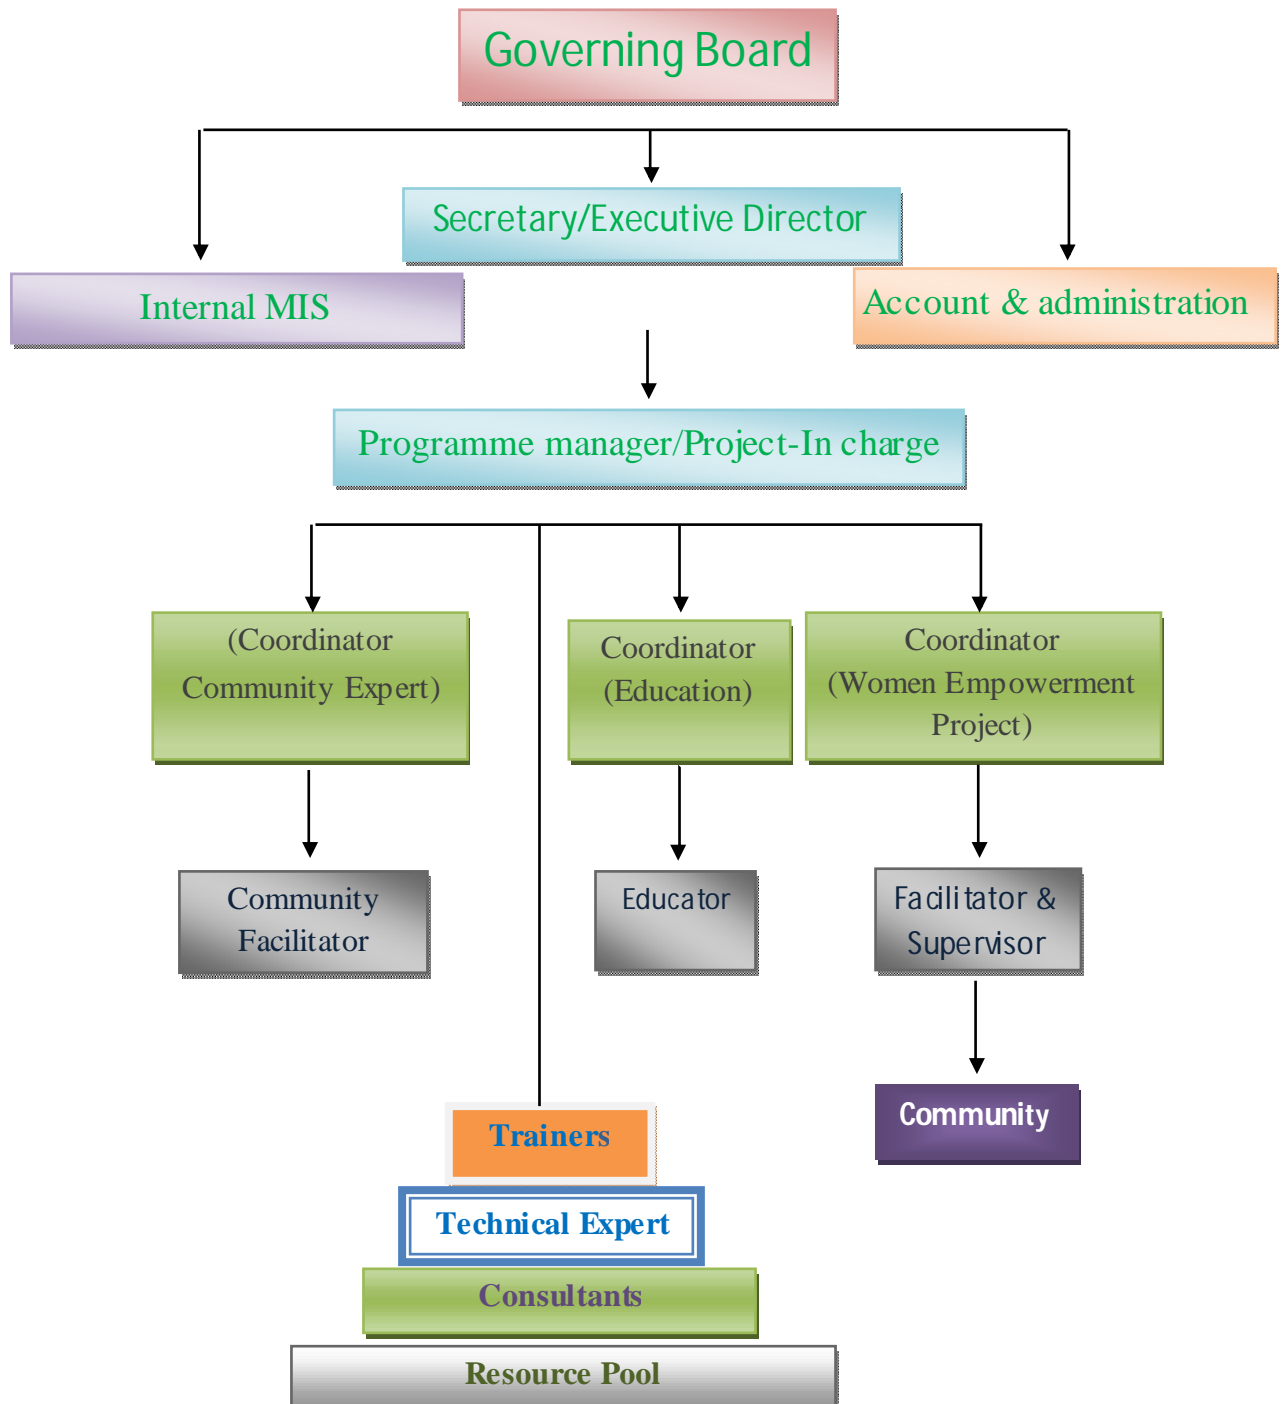 Governing Board
Secretary/Executive Director
Internal MIS
Account & administration
Programme manager/Project-In charge
(Coordinator
Community Expert)
Coordinator
(Education)
Coordinator
(Women Empowerment
Project)
Community
Facilitator
Educator
Facilitator &
Supervisor
Community
Trainers
Technical Expert
Consultants
Resource Pool